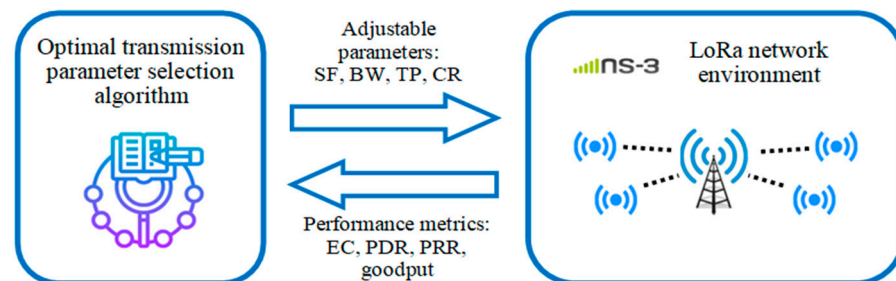 Optimal transmission
parameter selection
algorithm
Adjustable
parameters:
SF, BW, TP, CR
Performance metrics:
EC, PDR, PRR,
goodput
ns-3
LoRa network
environment